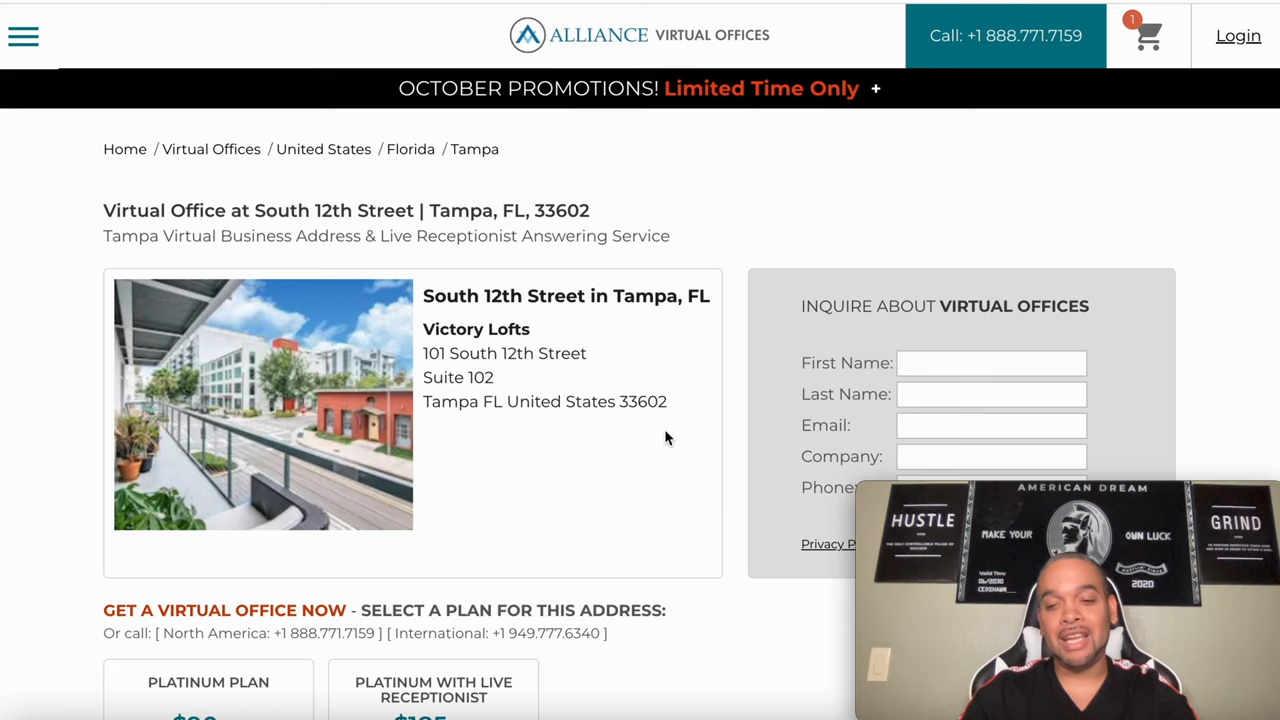 ALLIANCE VIRTUAL OFFICES
Call: +1 888.771.7159
1
Login
OCTOBER PROMOTIONS! Limited Time Only +
Home / Virtual Offices / United States / Florida / Tampa
Virtual Office at South 12th Street | Tampa, FL, 33602
Tampa Virtual Business Address & Live Receptionist Answering Service
South 12th Street in Tampa, FL
Victory Lofts
101 South 12th Street
Suite 102
Tampa FL United States 33602
INQUIRE ABOUT VIRTUAL OFFICES
First Name:
Last Name:
Email:
Company:
Phone:
Privacy P
GET A VIRTUAL OFFICE NOW - SELECT A PLAN FOR THIS ADDRESS:
Or call: [ North America: +1 888.771.7159 ] [ International: +1 949.777.6340 ]
PLATINUM PLAN
PLATINUM WITH LIVE
RECEPTIONIST
AMERICAN DREAM
HUSTLE
MAKE YOUR OWN LUCK
GRIND
Valid Thru
2020